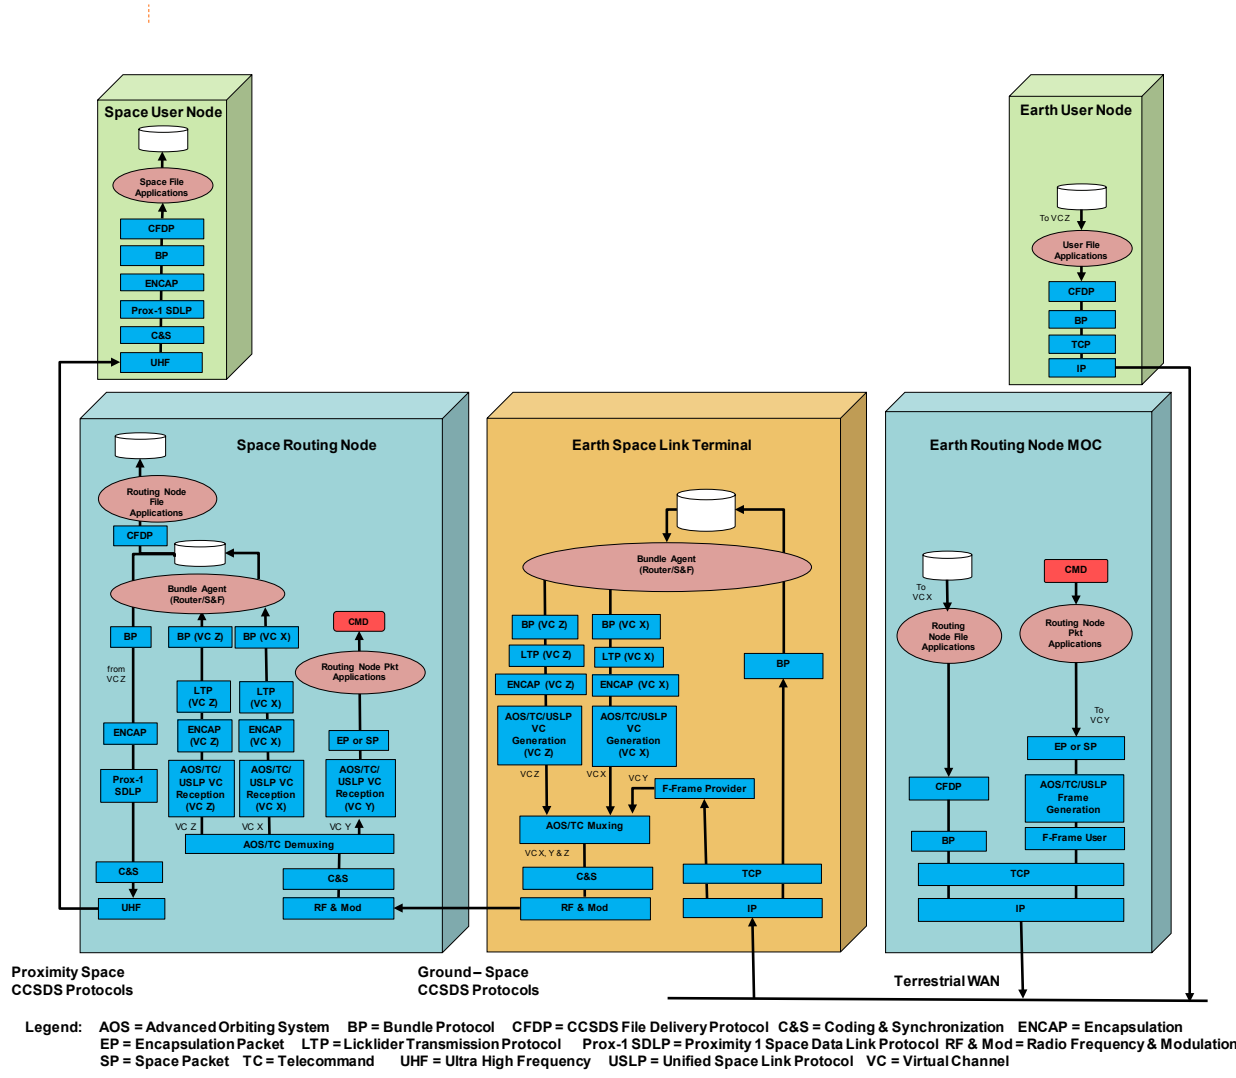 Space User Node
Space File
Applications
CFDP
BP
ENCAP
Prox-1 SDLP
C&S
UHF
Earth User Node
To VC Z
User File
Applications
CFDP
BP
TCP
IP
Space Routing Node
Routing Node
File
Applications
CFDP
Bundle Agent
(Router/S&F)
BP
from
VC Z
ENCAP
Prox-1
SDLP
C&S
UHF
BP (VC Z)
LTP
(VC Z)
ENCAP
(VC Z)
AOS/TC/
USLP VC
Reception
(VC Z)
VC Z
BP (VC X)
LTP
(VC X)
ENCAP
(VC X)
AOS/TC/
USLP VC
Reception
(VC X)
VC X
CMD
Routing Node Pkt
Applications
EP or SP
AOS/TC/
USLP VC
Reception
(VC Y)
VC Y
AOS/TC Demuxing
C&S
RF & Mod
Earth Space Link Terminal
Bundle Agent
(Router/S&F)
BP (VC Z)
LTP (VC Z)
ENCAP (VC Z)
AOS/TC/USLP
VC
Generation
(VC Z)
VC Z
BP (VC X)
LTP (VC X)
ENCAP (VC X)
AOS/TC/USLP
VC
Generation
(VC X)
VC X
VC Y
F-Frame Provider
AOS/TC Muxing
VC X, Y & Z
C&S
RF & Mod
BP
TCP
IP
Earth Routing Node MOC
To
VC X
Routing
Node File
Applications
CFDP
BP
CMD
Routing Node
Pkt
Applications
To
VC Y
EP or SP
AOS/TC/USLP
Frame
Generation
F-Frame User
TCP
IP
Proximity Space
CCSDS Protocols
Ground – Space
CCSDS Protocols
Terrestrial WAN
Legend: AOS = Advanced Orbiting System BP = Bundle Protocol CFDP = CCSDS File Delivery Protocol C&S = Coding & Synchronization ENCAP = Encapsulation
EP = Encapsulation Packet LTP = Licklider Transmission Protocol Prox-1 SDLP = Proximity 1 Space Data Link Protocol RF & Mod = Radio Frequency & Modulation
SP = Space Packet TC = Telecommand UHF = Ultra High Frequency USLP = Unified Space Link Protocol VC = Virtual Channel